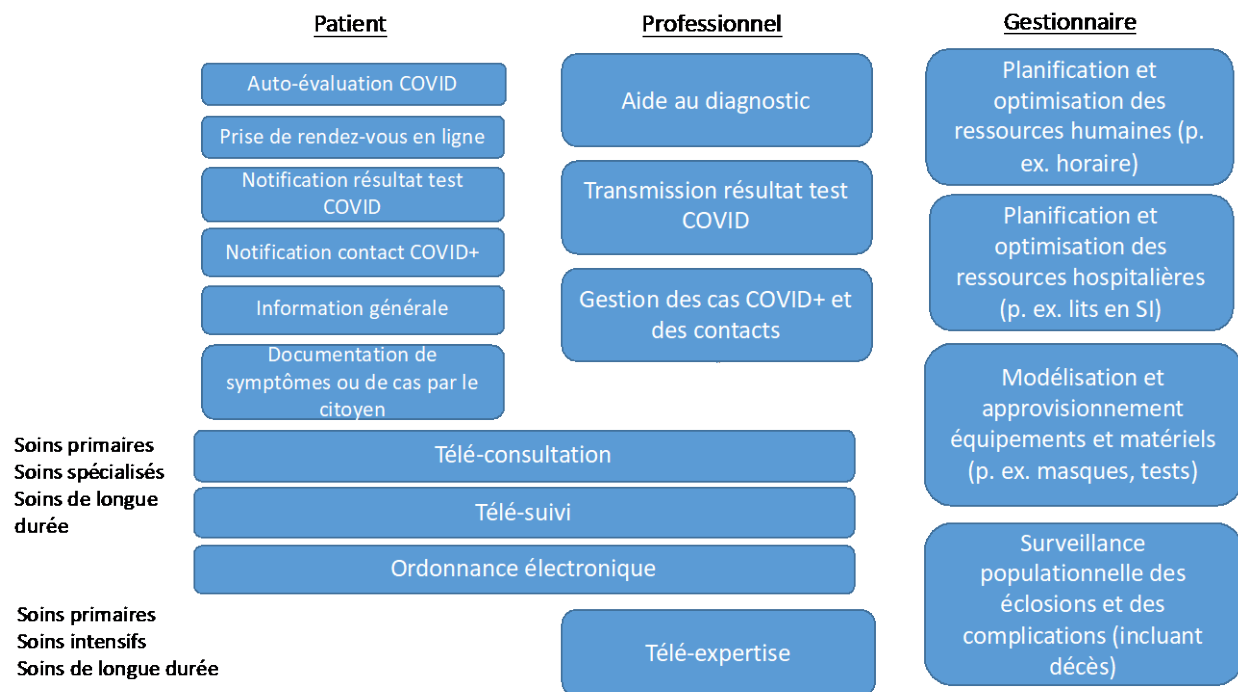 Patient
Auto-évaluation COVID
Prise de rendez-vous en ligne
Notification résultat test
COVID
Notification contact COVID+
Information générale
Documentation de
symptômes ou de cas par le
citoyen
Professionnel
Aide au diagnostic
Transmission résultat test
COVID
Gestion des cas COVID+ et
des contacts
Gestionnaire
Planification et
optimisation des
ressources humaines (p.
ex. horaire)
Planification et
optimisation des
ressources hospitalières
(p. ex. lits en SI)
Modélisation et
approvisionnement
équipements et matériels
(p. ex. masques, tests)
Surveillance
populationnelle des
éclosions et des
complications (incluant
décès)
Soins primaires
Soins spécialisés
Soins de longue
durée
Télé-consultation
Télé-suivi
Ordonnance électronique
Soins primaires
Soins intensifs
Soins de longue durée
Télé-expertise